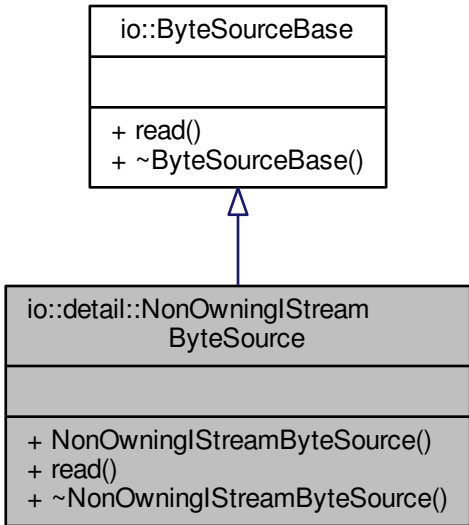 io::ByteSourceBase
+ read()
+ ~ByteSourceBase()
io::detail::NonOwningIStream
ByteSource
+ NonOwningIStreamByteSource()
+ read()
+ ~NonOwningIStreamByteSource()